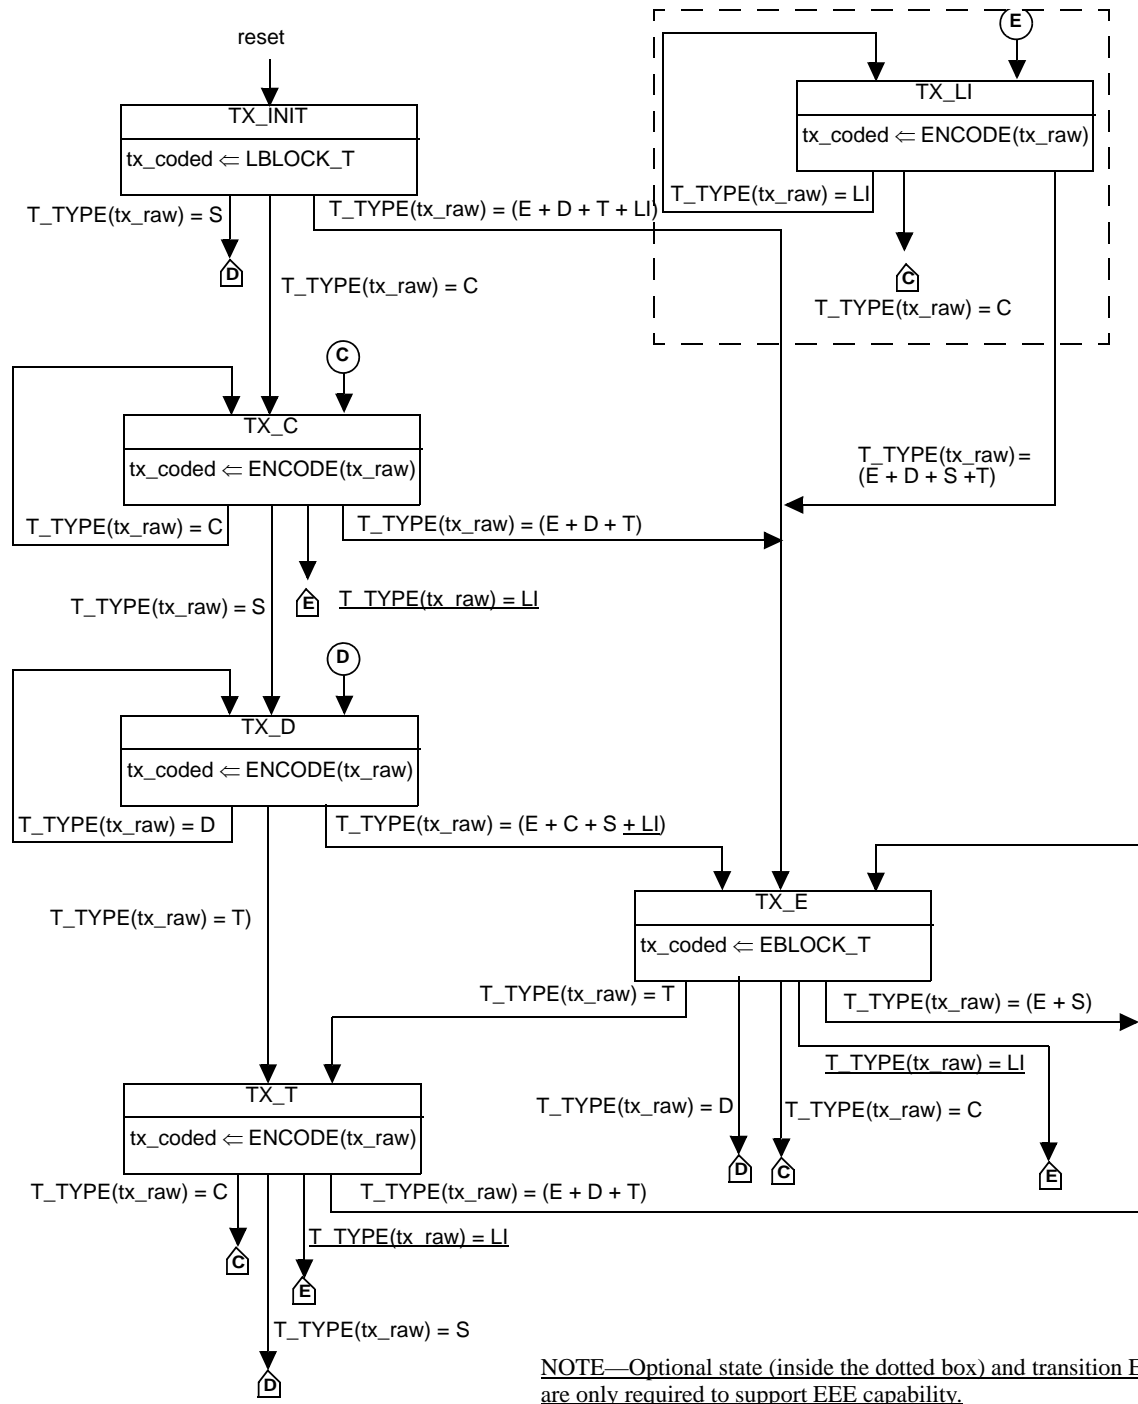 reset
E
TX_INIT
tx_coded ⇐ LBLOCK_T
TX_LI
tx_coded ⇐ ENCODE(tx_raw)
T_TYPE(tx_raw) = S
T_TYPE(tx_raw) = (E + D + T + LI)
T_TYPE(tx_raw) = LI
D
T_TYPE(tx_raw) = C
C
T_TYPE(tx_raw) = C
C
TX_C
tx_coded ⇐ ENCODE(tx_raw)
T_TYPE(tx_raw) =
(E + D + S +T)
T_TYPE(tx_raw) = C
T_TYPE(tx_raw) = (E + D + T)
T_TYPE(tx_raw) = S
E
T_TYPE(tx_raw) = LI
D
TX_D
tx_coded ⇐ ENCODE(tx_raw)
T_TYPE(tx_raw) = D
T_TYPE(tx_raw) = (E + C + S + LI)
T_TYPE(tx_raw) = T)
TX_E
tx_coded ⇐ EBLOCK_T
T_TYPE(tx_raw) = T
T_TYPE(tx_raw) = (E + S)
T_TYPE(tx_raw) = LI
TX_T
tx_coded ⇐ ENCODE(tx_raw)
T_TYPE(tx_raw) = D
T_TYPE(tx_raw) = C
D
C
E
T_TYPE(tx_raw) = C
T_TYPE(tx_raw) = (E + D + T)
T_TYPE(tx_raw) = LI
C
E
T_TYPE(tx_raw) = S
D
NOTE—Optional state (inside the dotted box) and transition E
are only required to support EEE capability.